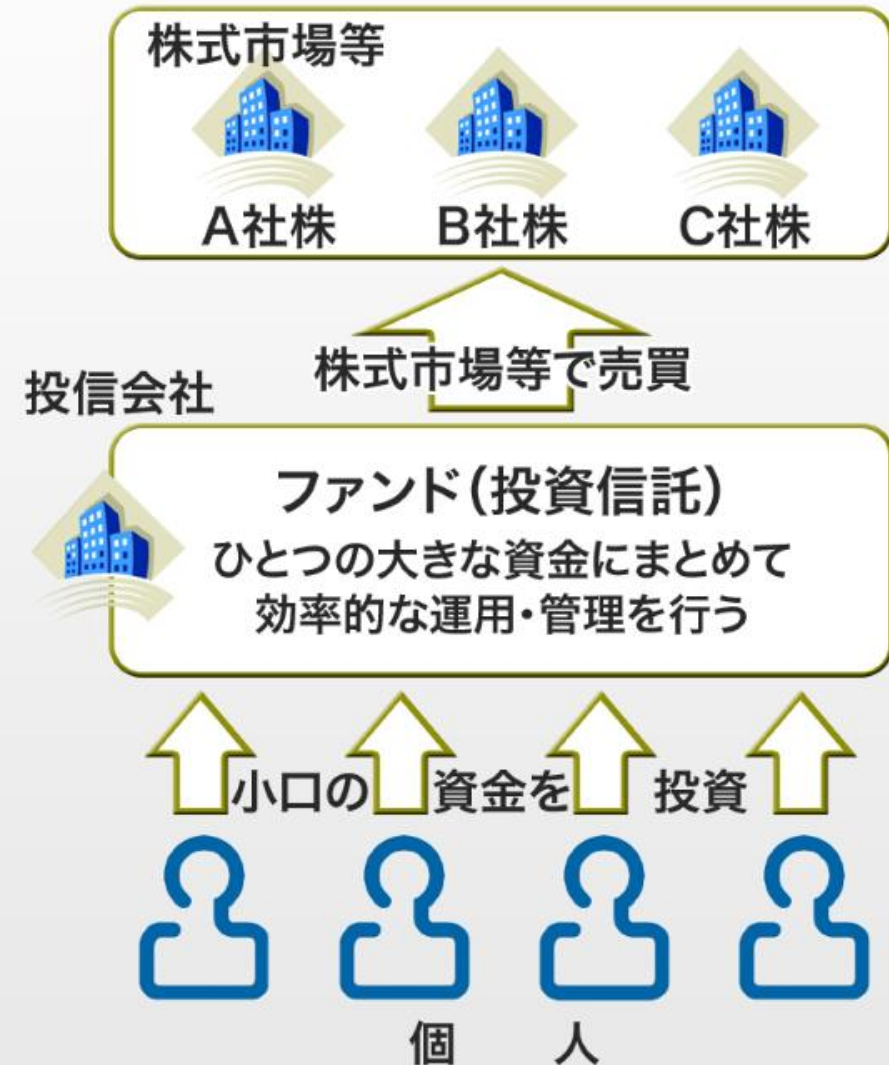 株式市場等
A社株 B社株 C社株
株式市場等で売買
投信会社
ファンド(投資信託)
ひとつの大きな資金にまとめて
効率的な運用・管理を行う
小口の 資金を 投資
個 人